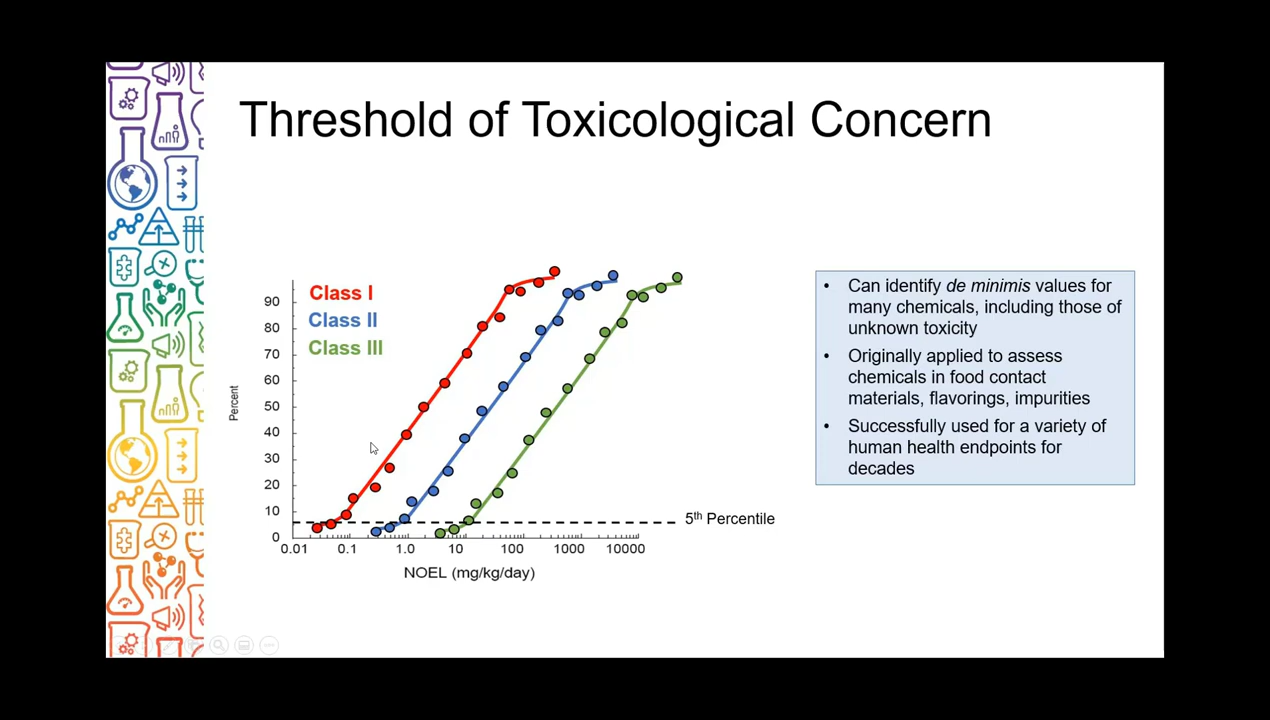 Threshold of Toxicological Concern
Class I
Class II
Class III
90
80
70
60
50
40
30
20
10
0
Percent
0.01 0.1 1.0 10 100 1000 10000
NOEL (mg/kg/day)
5th Percentile
• Can identify de minimis values for
many chemicals, including those of
unknown toxicity
• Originally applied to assess
chemicals in food contact
materials, flavorings, impurities
• Successfully used for a variety of
human health endpoints for
decades